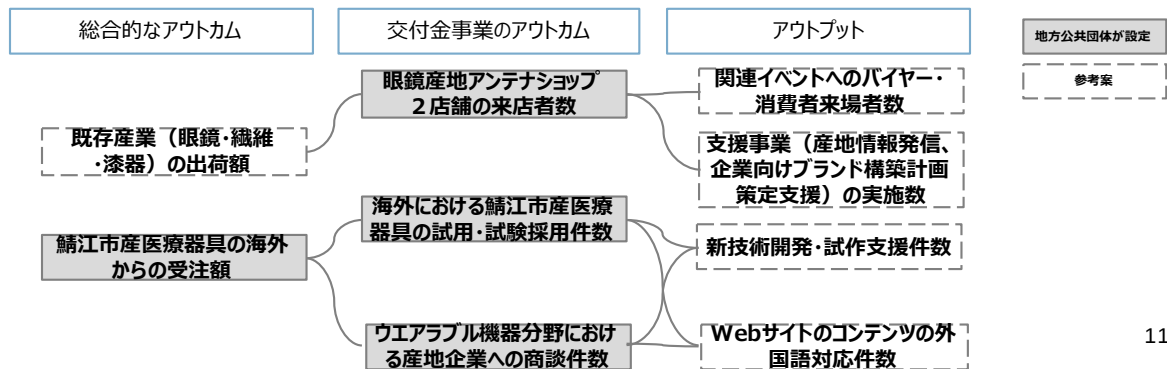 総合的なアウトカム
交付金事業のアウトカム
アウトプット
地方公共団体が設定
参考案
眼鏡産地アンテナショップ
２店舗の来店者数
関連イベントへのバイヤー・
消費者来場者数
既存産業（眼鏡・繊維
・漆器）の出荷額
支援事業（産地情報発信、
企業向けブランド構築計画
策定支援）の実施数
海外における鯖江市産医療
器具の試用・試験採用件数
鯖江市産医療器具の海外
からの受注額
新技術開発・試作支援件数
ウエアラブル機器分野におけ
る産地企業への商談件数
Webサイトのコンテンツの外
国語対応件数
11